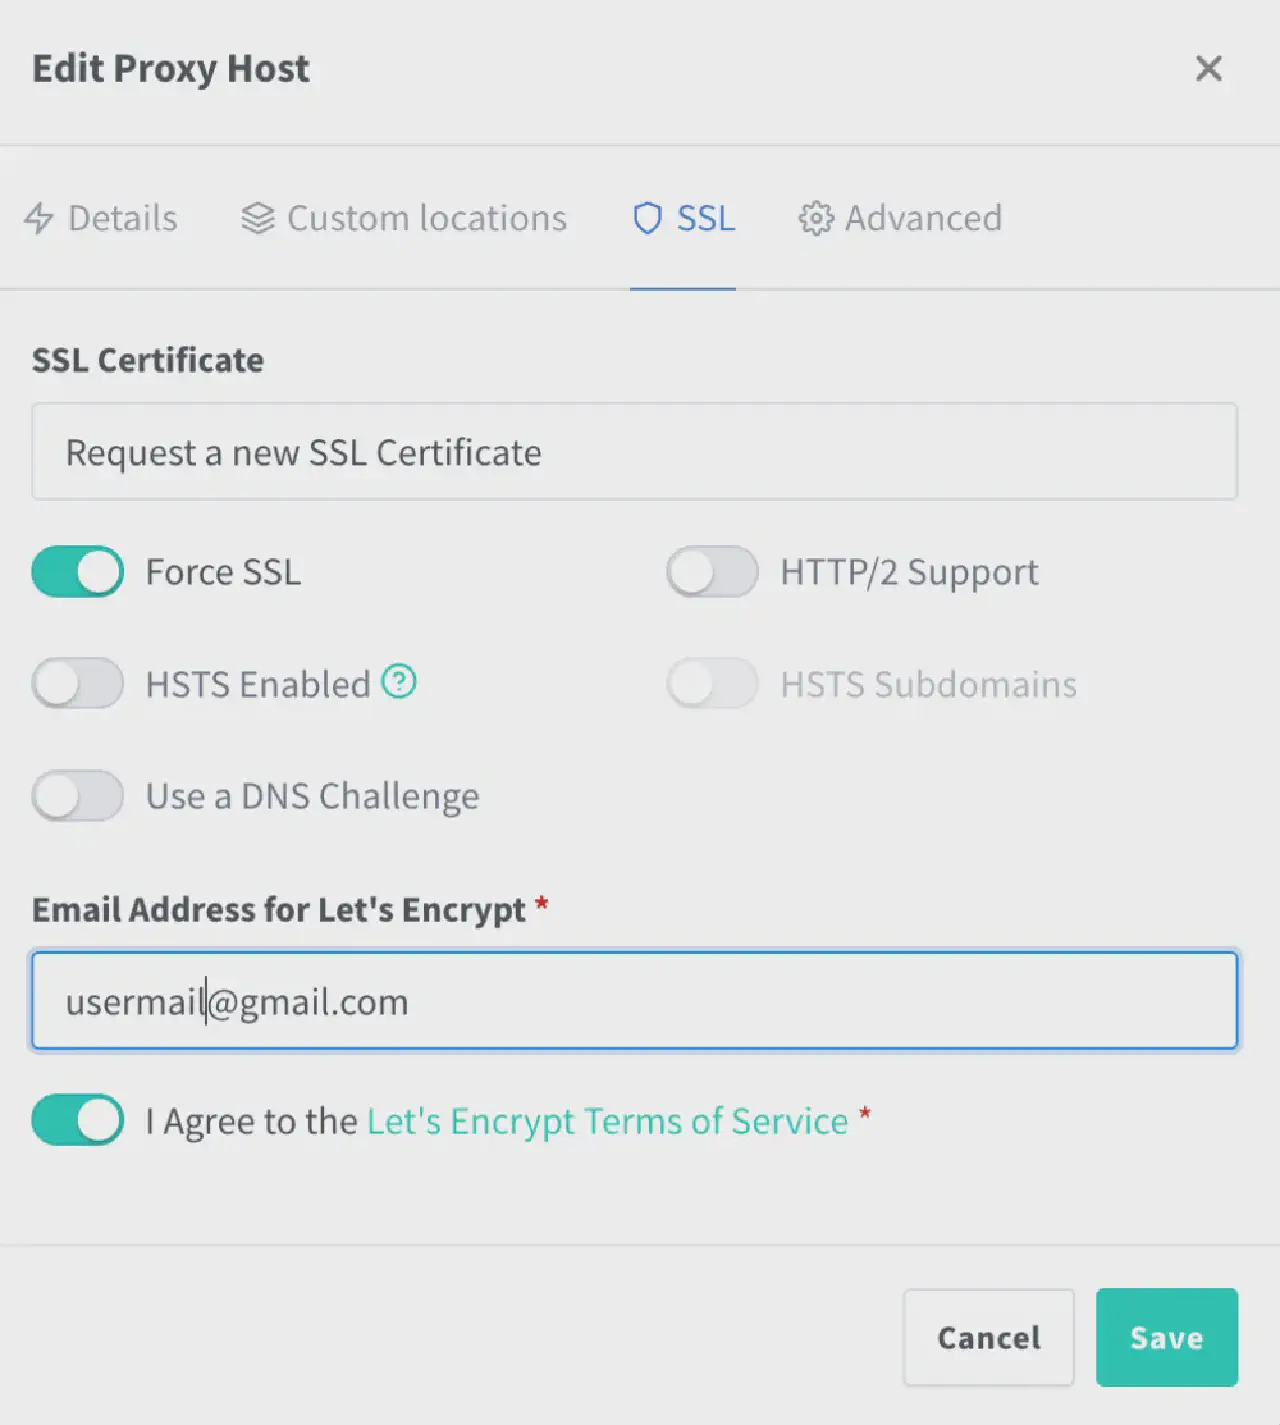 Edit Proxy Host
Details Custom locations SSL Advanced
SSL Certificate
Request a new SSL Certificate
Force SSL HTTP/2 Support
HSTS Enabled ? HSTS Subdomains
Use a DNS Challenge
Email Address for Let's Encrypt *
usermail@gmail.com
I Agree to the Let's Encrypt Terms of Service *
Cancel Save